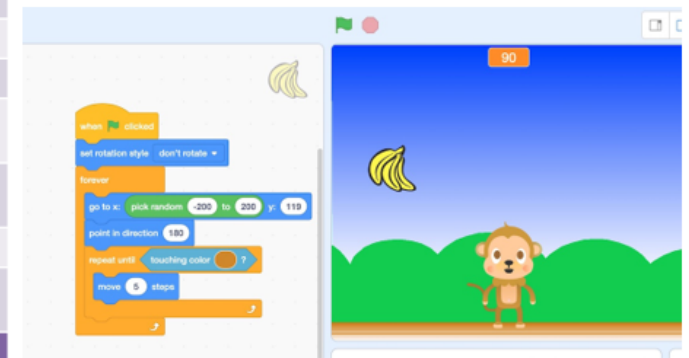 90
when clicked
set rotation style don't rotate
forever
go to x: pick random -200 to 200 y: 119
point in direction 180
repeat until touching color ?
move 5 steps